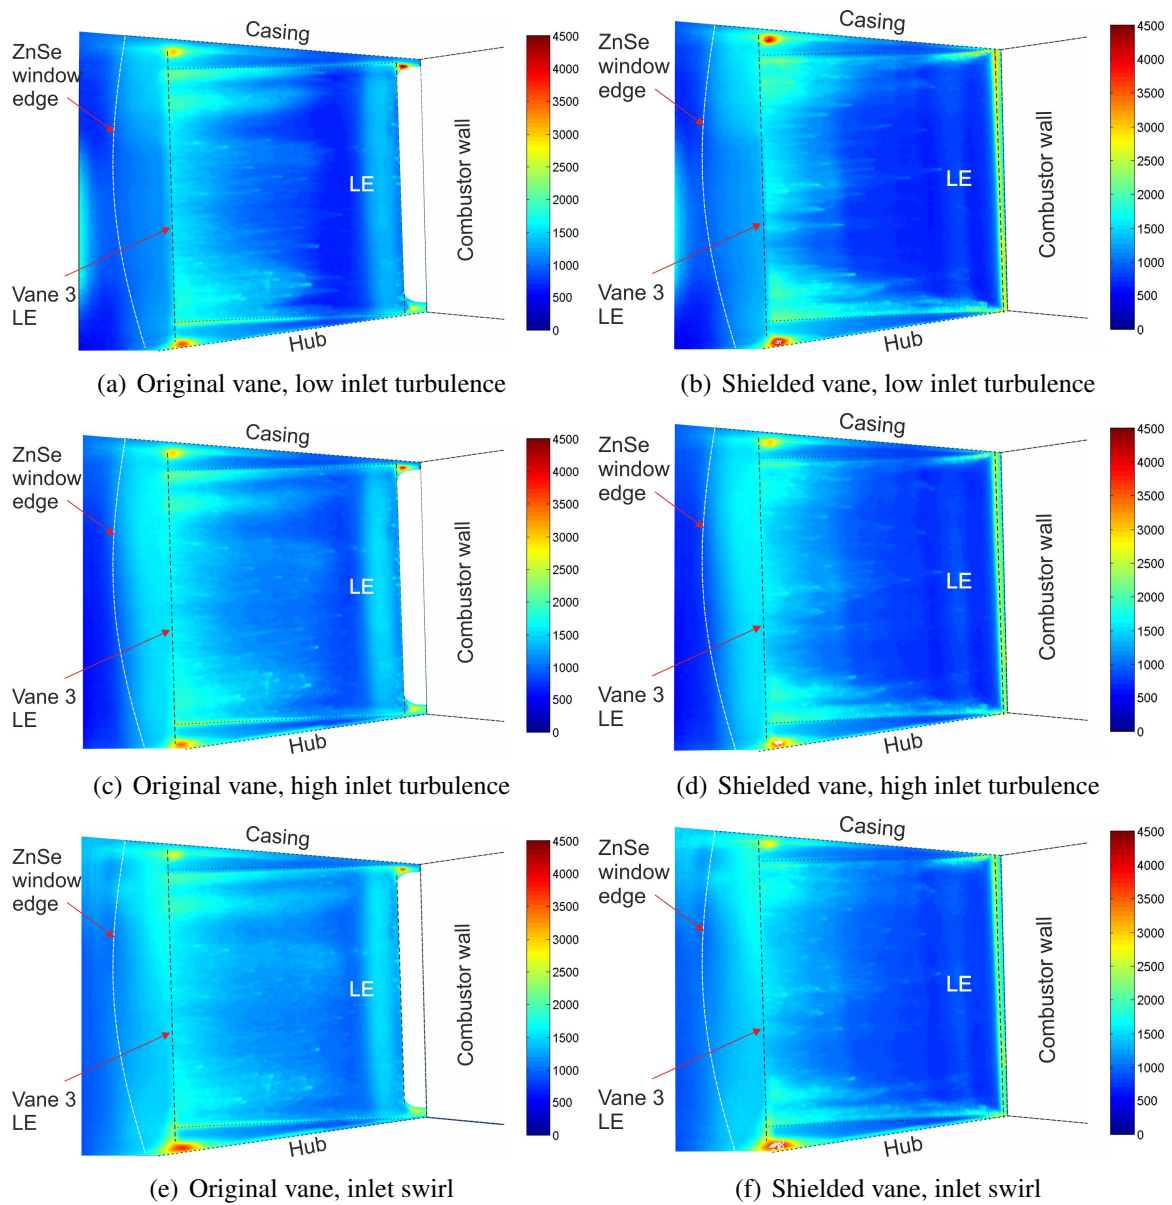 Casing
ZnSe
window
edge
LE
Combustor wall
Vane 3
LE
Hub
4500
4000
3500
3000
2500
2000
1500
1000
500
0
(a) Original vane, low inlet turbulence
Casing
ZnSe
window
edge
LE
Combustor wall
Vane 3
LE
Hub
4500
4000
3500
3000
2500
2000
1500
1000
500
0
(b) Shielded vane, low inlet turbulence
Casing
ZnSe
window
edge
LE
Combustor wall
Vane 3
LE
Hub
4500
4000
3500
3000
2500
2000
1500
1000
500
0
(c) Original vane, high inlet turbulence
Casing
ZnSe
window
edge
LE
Combustor wall
Vane 3
LE
Hub
4500
4000
3500
3000
2500
2000
1500
1000
500
0
(d) Shielded vane, high inlet turbulence
Casing
ZnSe
window
edge
LE
Combustor wall
Vane 3
LE
Hub
4500
4000
3500
3000
2500
2000
1500
1000
500
0
(e) Original vane, inlet swirl
Casing
ZnSe
window
edge
LE
Combustor wall
Vane 3
LE
Hub
4500
4000
3500
3000
2500
2000
1500
1000
500
0
(f) Shielded vane, inlet swirl